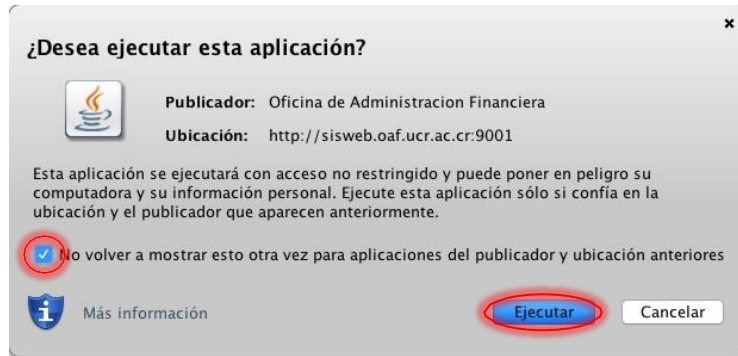 ¿Desea ejecutar esta aplicación?
Publicador: Oficina de Administracion Financiera
Ubicación: http://sisweb.oaf.ucr.ac.cr:9001
Esta aplicación se ejecutará con acceso no restringido y puede poner en peligro su
computadora y su información personal. Ejecute esta aplicación sólo si confía en la
ubicación y el publicador que aparecen anteriormente.
No volver a mostrar esto otra vez para aplicaciones del publicador y ubicación anteriores
Más información
Ejecutar
Cancelar